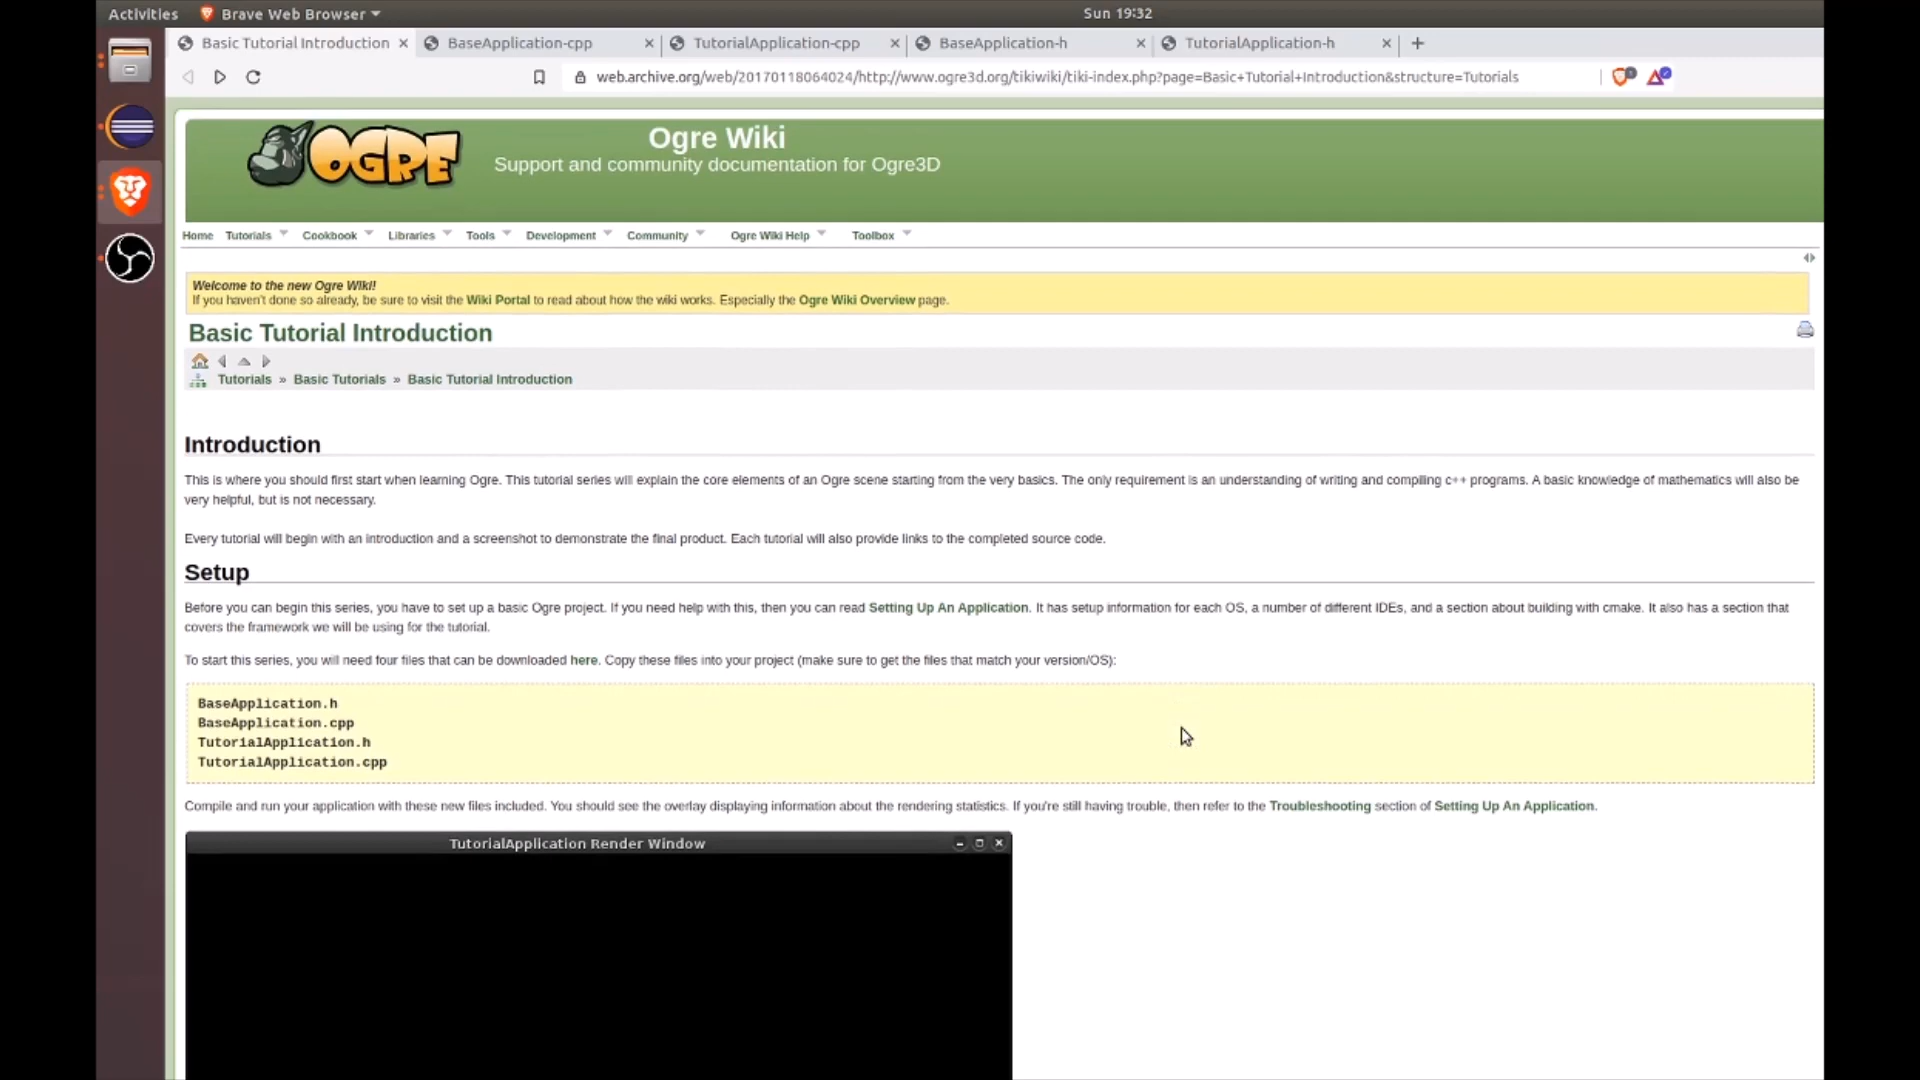 Activities Brave Web Browser Sun 19:32
Basic Tutorial Introduction BaseApplication-cpp TutorialApplication-cpp BaseApplication-h TutorialApplication-h
web.archive.org/web/20170118064024/http://www.ogre3d.org/tikiwiki/tiki-index.php?page=Basic+Tutorial+Introduction&structure=Tutorials
OGRE
Ogre Wiki
Support and community documentation for Ogre3D
Home Tutorials Cookbook Libraries Tools Development Community Ogre Wiki Help Toolbox
Welcome to the new Ogre Wiki!
If you haven't done so already, be sure to visit the Wiki Portal to read about how the wiki works. Especially the Ogre Wiki Overview page.
Basic Tutorial Introduction
Tutorials » Basic Tutorials » Basic Tutorial Introduction
Introduction
This is where you should first start when learning Ogre. This tutorial series will explain the core elements of an Ogre scene starting from the very basics. The only requirement is an understanding of writing and compiling c++ programs. A basic knowledge of mathematics will also be
very helpful, but is not necessary.
Every tutorial will begin with an introduction and a screenshot to demonstrate the final product. Each tutorial will also provide links to the completed source code.
Setup
Before you can begin this series, you have to set up a basic Ogre project. If you need help with this, then you can read Setting Up An Application. It has setup information for each OS, a number of different IDEs, and a section about building with cmake. It also has a section that
covers the framework we will be using for the tutorial.
To start this series, you will need four files that can be downloaded here. Copy these files into your project (make sure to get the files that match your version/OS):
BaseApplication.h
BaseApplication.cpp
TutorialApplication.h
TutorialApplication.cpp
Compile and run your application with these new files included. You should see the overlay displaying information about the rendering statistics. If you're still having trouble, then refer to the Troubleshooting section of Setting Up An Application.
TutorialApplication Render Window